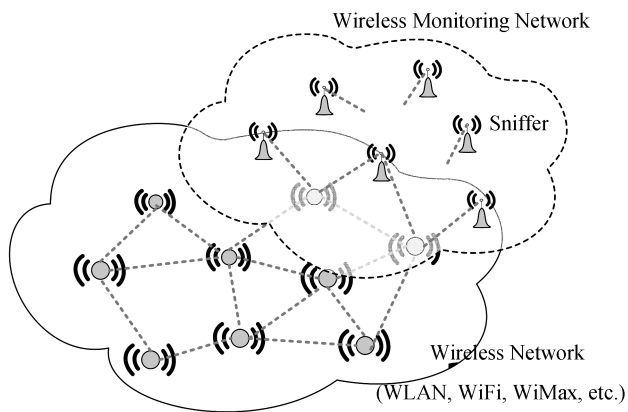 Wireless Monitoring Network
Sniffer
Wireless Network
(WLAN, WiFi, WiMax, etc.)